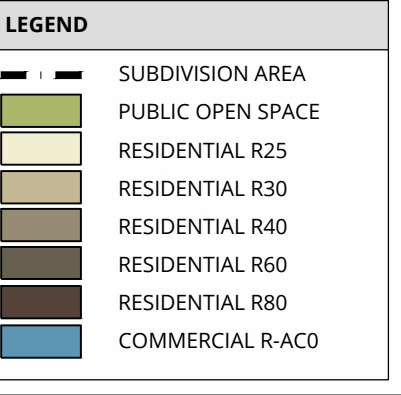 LEGEND
SUBDIVISION AREA
PUBLIC OPEN SPACE
RESIDENTIAL R25
RESIDENTIAL R30
RESIDENTIAL R40
RESIDENTIAL R60
RESIDENTIAL R80
COMMERCIAL R-AC0